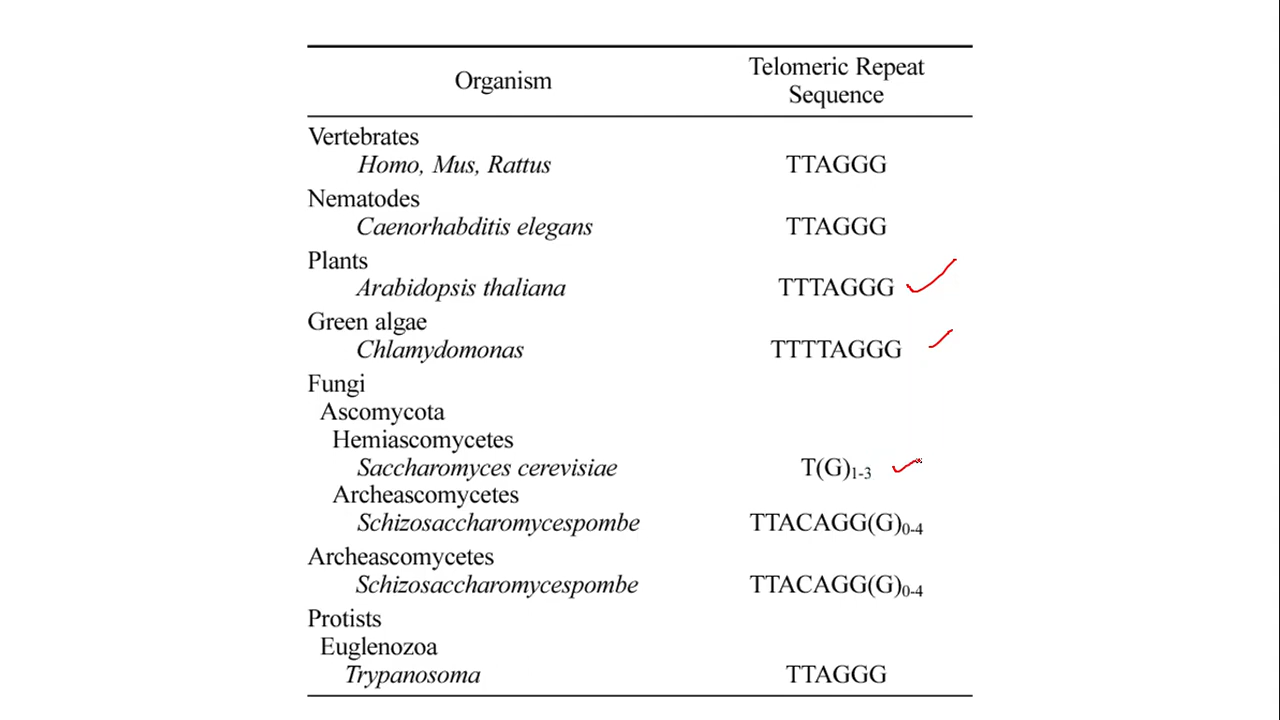 Organism
Telomeric Repeat
Sequence
Vertebrates
Homo, Mus, Rattus TTAGGG
Nematodes
Caenorhabditis elegans TTAGGG
Plants
Arabidopsis thaliana TTTAGGG
Green algae
Chlamydomonas TTTTAGGG
Fungi
Ascomycota
Hemiascomycetes
Saccharomyces cerevisiae T(G)1-3
Archeascomycetes
Schizosaccharomycespombe TTACAGG(G)0-4
Archeascomycetes
Schizosaccharomycespombe TTACAGG(G)0-4
Protists
Euglenozoa
Trypanosoma TTAGGG